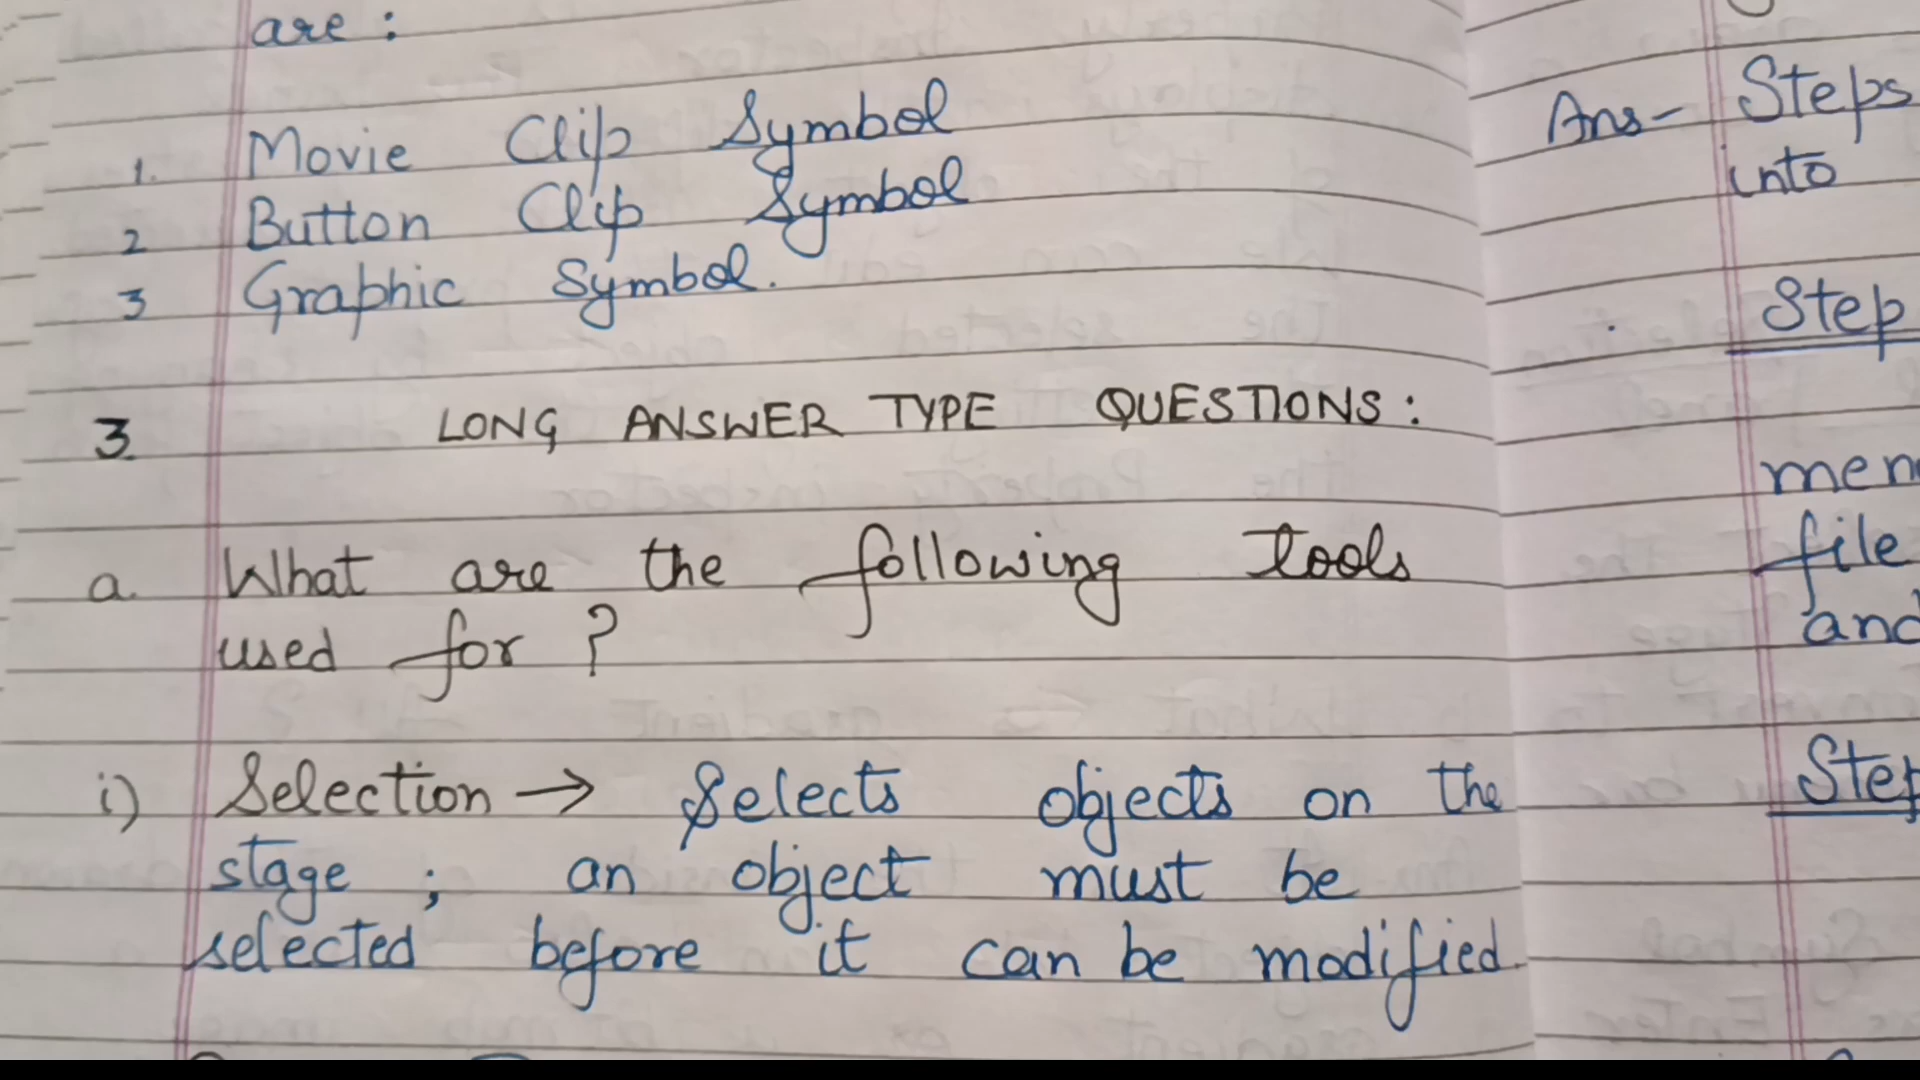 are :
1. Movie Clip Symbol
2 Button Clip Symbol
3 Graphic Symbol.
3. LONG ANSWER TYPE QUESTIONS :
a. What are the following tools
used for ?
i) Selection → Selects objects on the
stage ; an object must be
selected before it can be modified.
Ans- Steps
into
Step
file
and